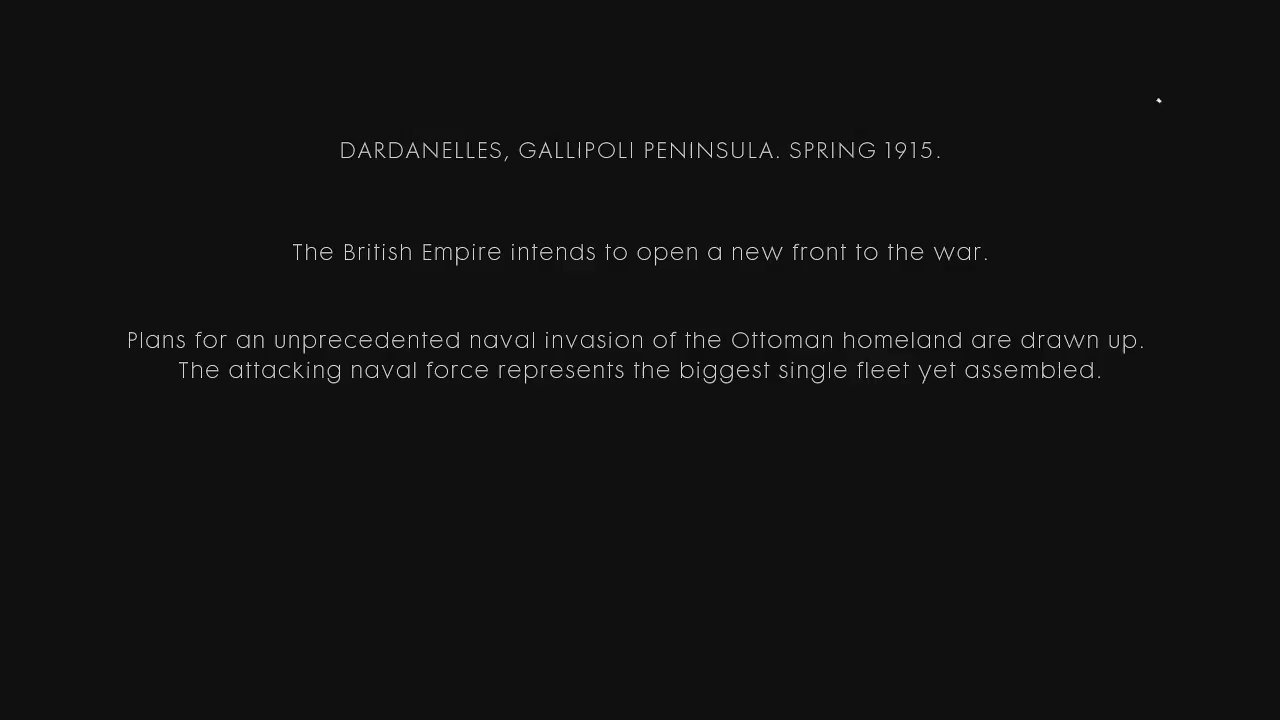 DARDANELLES, GALLIPOLI PENINSULA. SPRING 1915.
The British Empire intends to open a new front to the war.
Plans for an unprecedented naval invasion of the Ottoman homeland are drawn up.
The attacking naval force represents the biggest single fleet yet assembled.